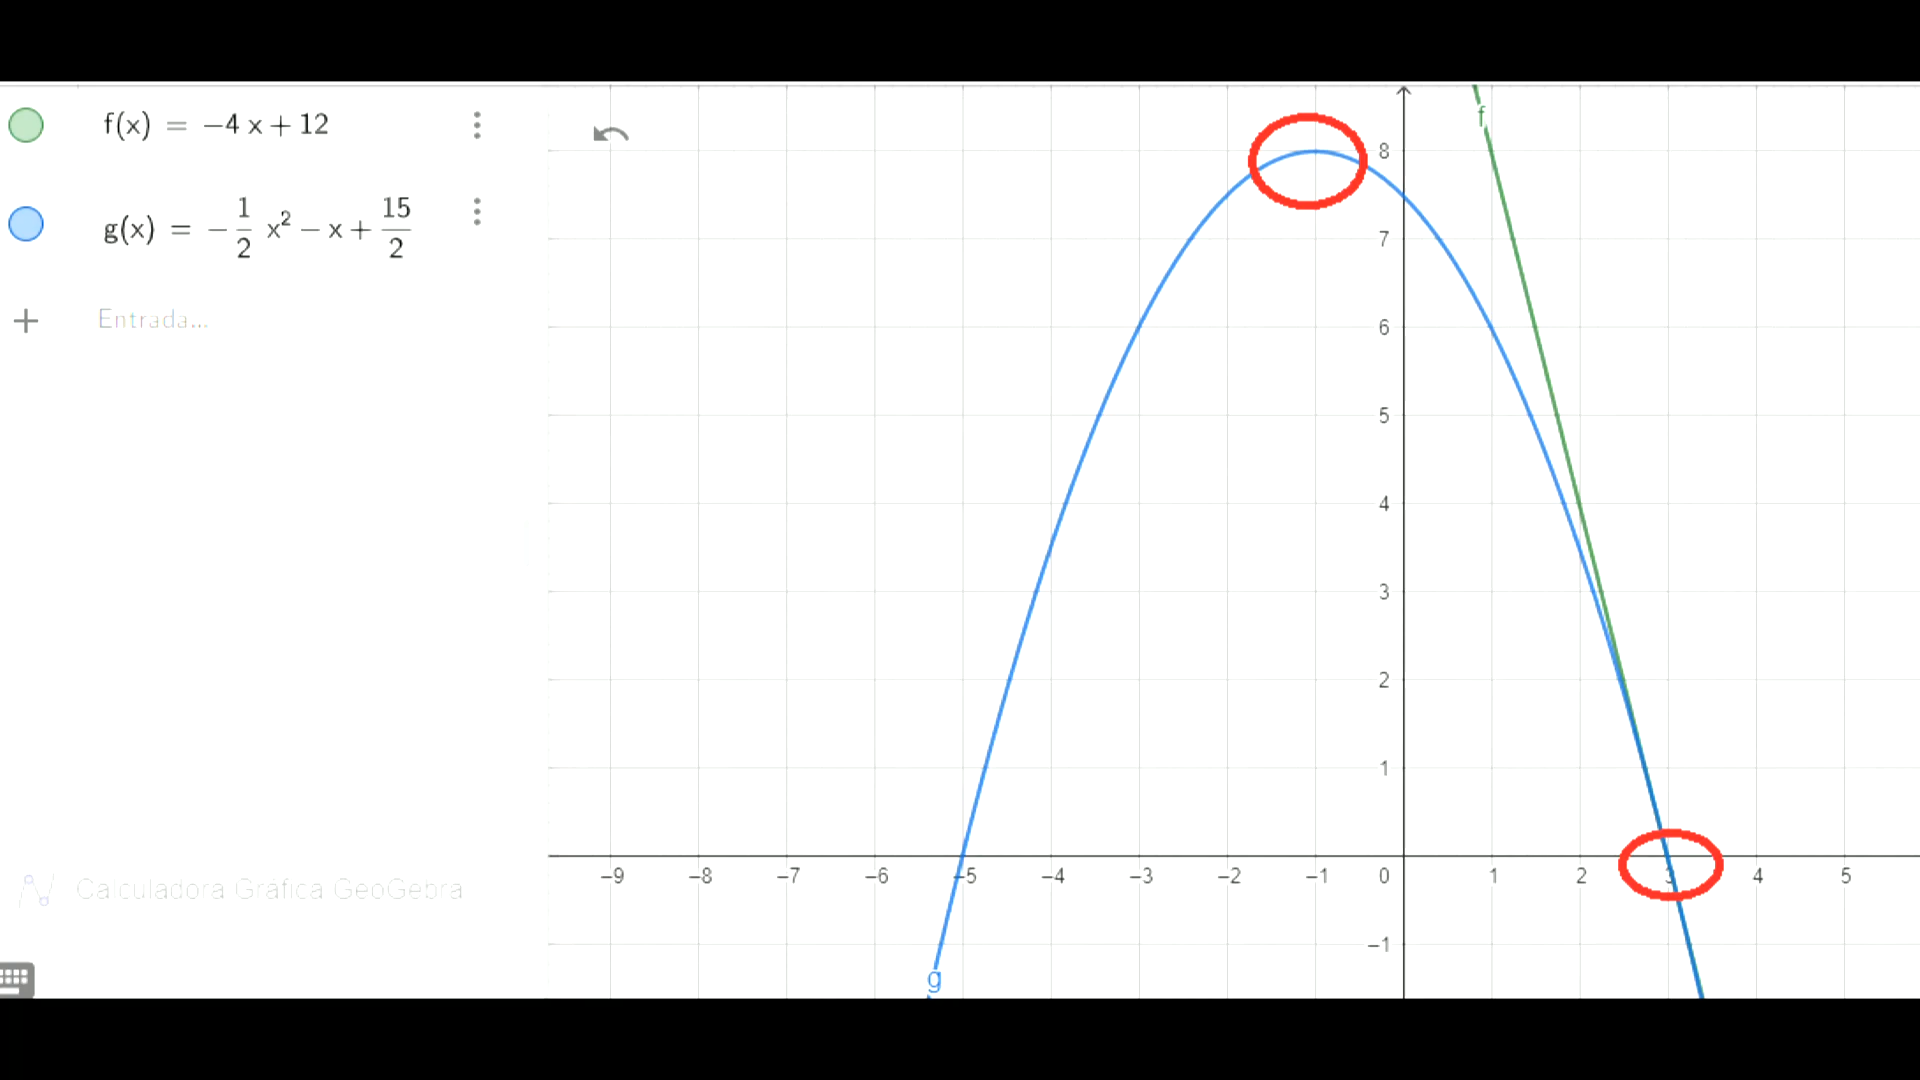 f(x) = −4 x + 12
g(x) = −1/2 x² − x + 15/2
+ Entrada...
Calculadora Gráfica GeoGebra
f
8
7
6
5
4
3
2
1
−9 −8 −7 −6 −5 −4 −3 −2 −1 0 1 2 3 4 5
−1
g